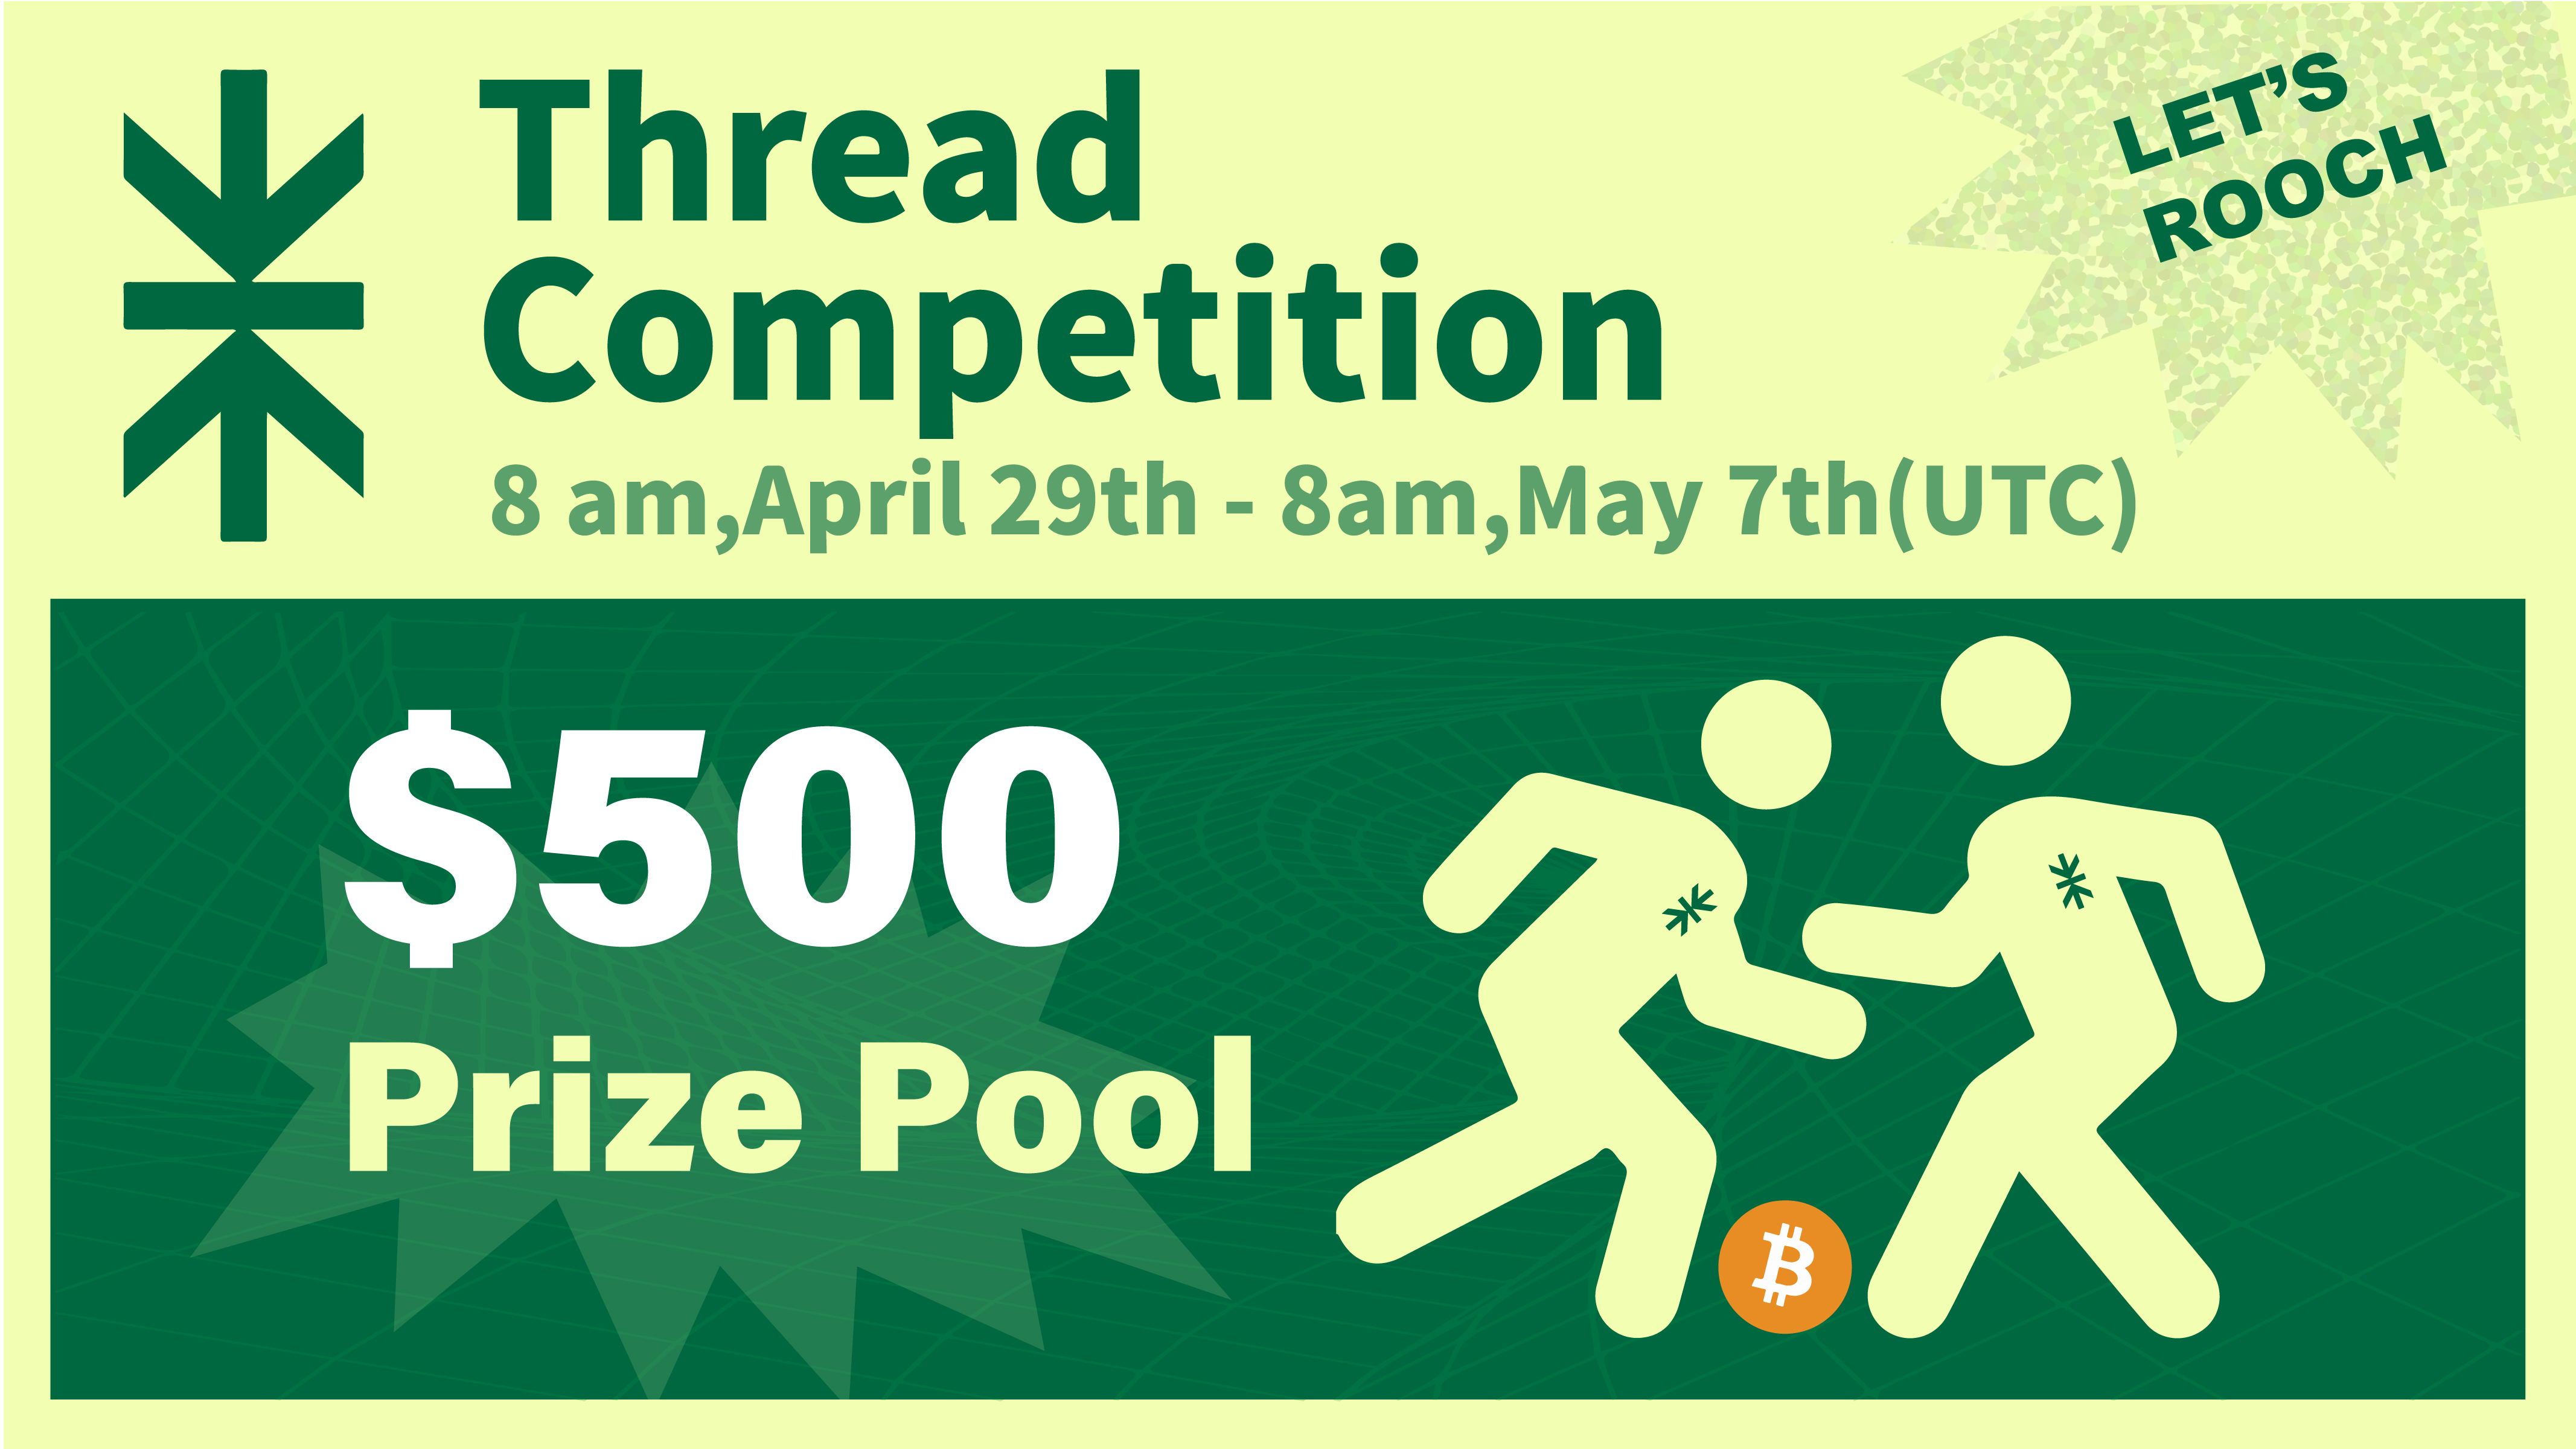 Thread
Competition
8 am,April 29th - 8am,May 7th(UTC)
LET'S
ROOCH
$500
Prize Pool
₿